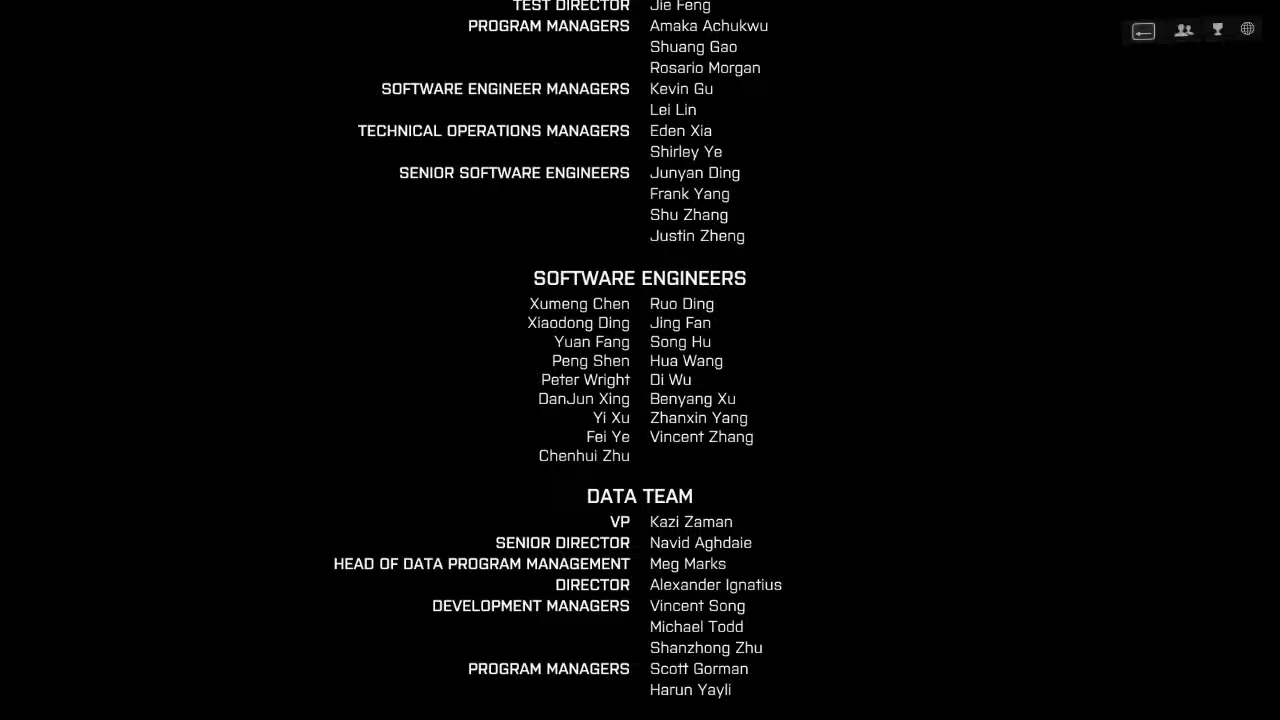 TEST DIRECTOR Jie Feng
PROGRAM MANAGERS Amaka Achukwu
Shuang Gao
Rosario Morgan
SOFTWARE ENGINEER MANAGERS Kevin Gu
Lei Lin
TECHNICAL OPERATIONS MANAGERS Eden Xia
Shirley Ye
SENIOR SOFTWARE ENGINEERS Junyan Ding
Frank Yang
Shu Zhang
Justin Zheng
SOFTWARE ENGINEERS
Xumeng Chen Ruo Ding
Xiaodong Ding Jing Fan
Yuan Fang Song Hu
Peng Shen Hua Wang
Peter Wright Di Wu
DanJun Xing Benyang Xu
Yi Xu Zhanxin Yang
Fei Ye Vincent Zhang
Chenhui Zhu
DATA TEAM
VP Kazi Zaman
SENIOR DIRECTOR Navid Aghdaie
HEAD OF DATA PROGRAM MANAGEMENT Meg Marks
DIRECTOR Alexander Ignatius
DEVELOPMENT MANAGERS Vincent Song
Michael Todd
Shanzhong Zhu
PROGRAM MANAGERS Scott Gorman
Harun Yayli